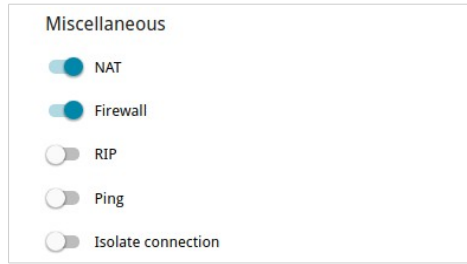 Miscellaneous
NAT
Firewall
RIP
Ping
Isolate connection